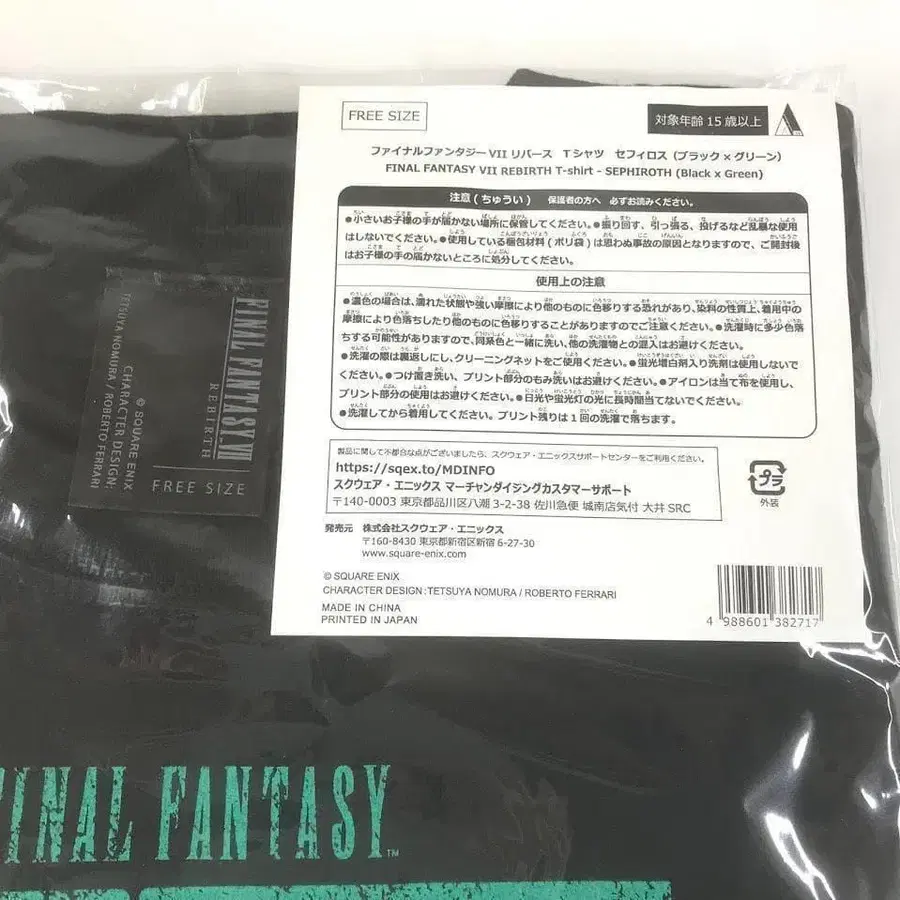 FREE SIZE
対象年齢 15 歳以上
ファイナルファンタジーVII リバース Tシャツ セフィロス (ブラック×グリーン)
FINAL FANTASY VII REBIRTH T-shirt - SEPHIROTH (Black x Green)
注意 (ちゅうい) 保護者の方へ 必ずお読みください。
●小さいお子様の手が届かない場所に保管してください。●振り回す、引っ張る、投げるなど乱暴な使用
はしないでください。●使用している梱包材料 (ポリ袋) は思わぬ事故の原因となりますので、ご開封後
はお子様の手の届かないところに処分してください。
使用上の注意
●濃色の場合は、濡れた状態や強い摩擦により他のものに色移りする恐れがあり、染料の性質上、着用中の
摩擦により色落ちしたり他のものに色移りすることがありますのでご注意ください。●洗濯時に多少色落
ちする可能性がありますので、同系色と一緒に洗い、他の洗濯物との混入はお避けください。
●洗濯の際は裏返しにし、クリーニングネットをご使用ください。●蛍光増白剤入り洗剤は使用しないで
ください。●つけ置き洗い、プリント部分のもみ洗いはお避けください。●アイロンは当て布を使用し、
プリント部分の使用はお避けください。●日光や蛍光灯の光に長時間当てないでください。
●洗濯してから着用してください。プリント残りは1回の洗濯で落ちます。
製品に関して不都合な点がございましたら、スクウェア・エニックスサポートセンターをご利用ください。
https://sqex.to/MDINFO
スクウェア・エニックス マーチャンダイジングカスタマーサポート
〒140-0003 東京都品川区八潮 3-2-38 佐川急便 城南店気付 大井 SRC
外装
発売元 株式会社スクウェア・エニックス
〒160-8430 東京都新宿区新宿 6-27-30
www.square-enix.com
© SQUARE ENIX
CHARACTER DESIGN : TETSUYA NOMURA / ROBERTO FERRARI
MADE IN CHINA
PRINTED IN JAPAN
4 988601 382717
FINAL FANTASY VII
REBIRTH
© SQUARE ENIX
CHARACTER DESIGN:
TETSUYA NOMURA / ROBERTO FERRARI
FREE SIZE
FINAL FANTASY™